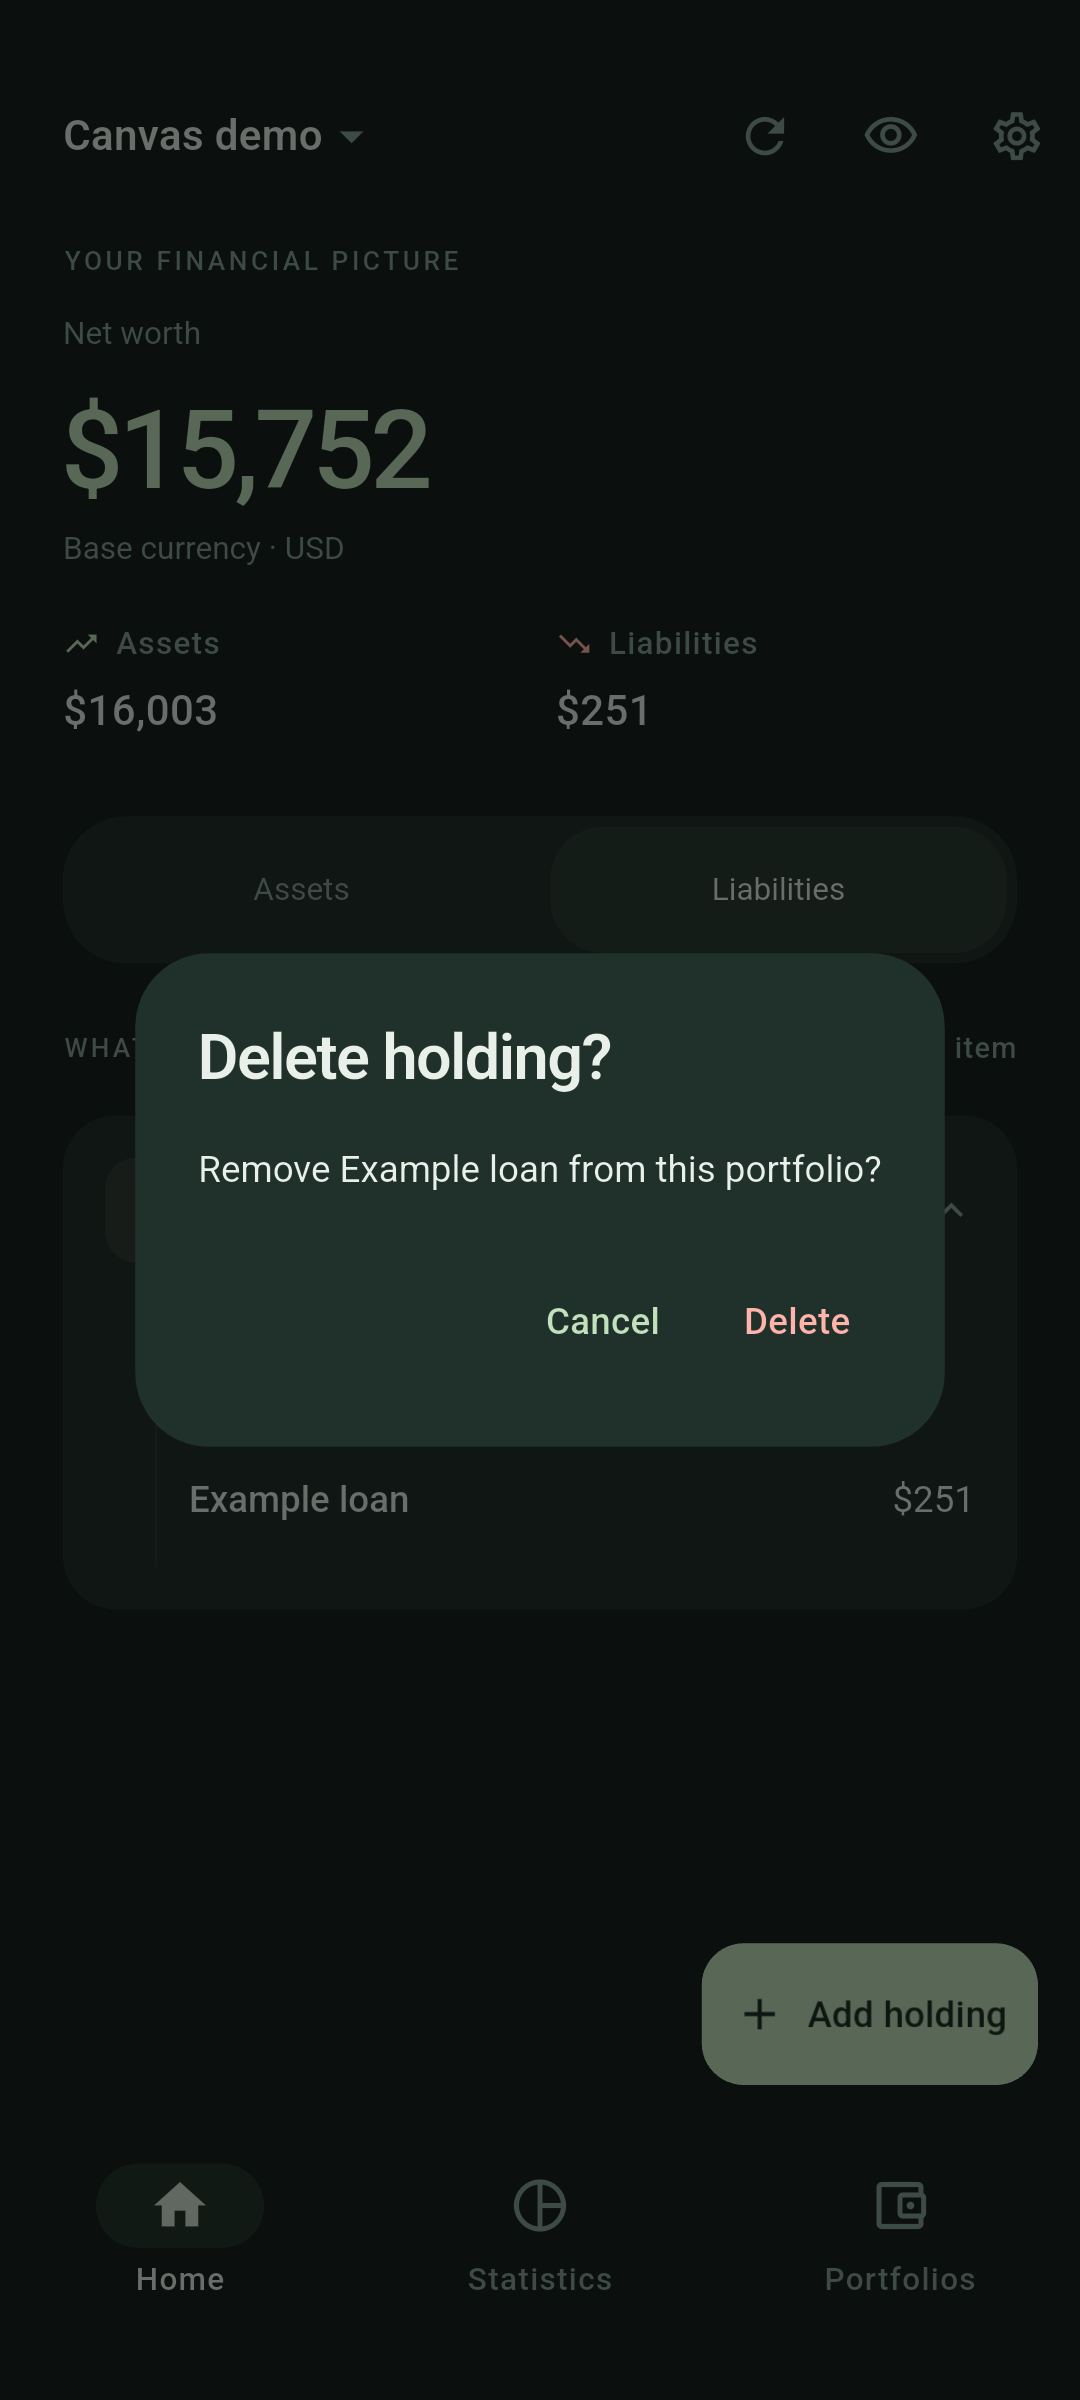 Canvas demo
YOUR FINANCIAL PICTURE
Net worth
$15,752
Base currency · USD
Assets Liabilities
$16,003 $251
Assets Liabilities
item
Delete holding?
Remove Example loan from this portfolio?
Cancel Delete
Example loan $251
Add holding
Home Statistics Portfolios